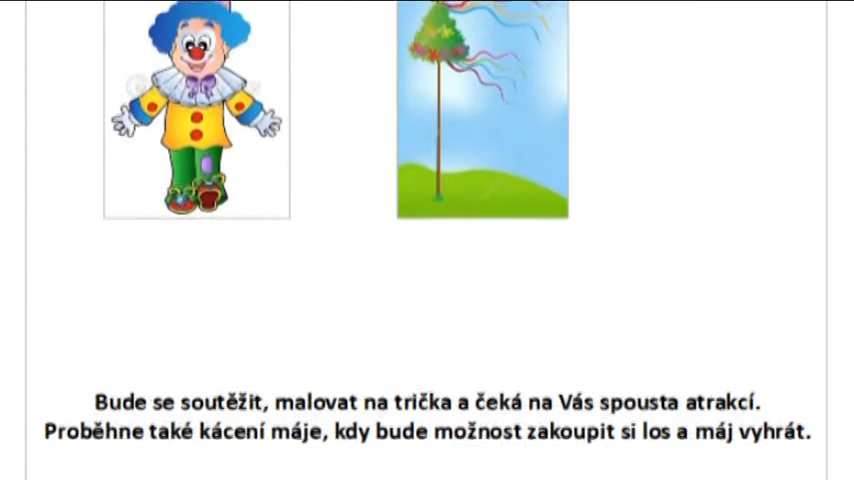 Bude se soutěžit, malovat na trička a čeká na Vás spousta atrakcí.
Proběhne také kácení máje, kdy bude možnost zakoupit si los a máj vyhrát.